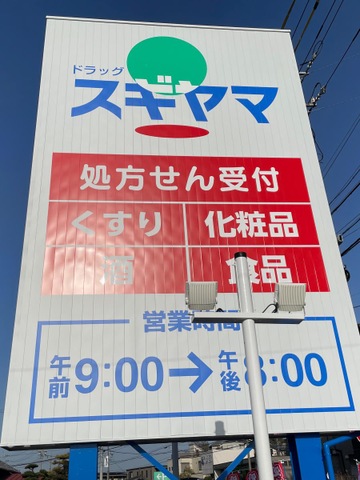 ドラッグ
スギヤマ
処方せん受付
くすり 化粧品
酒 食品
営業時間
午前9:00→午後8:00